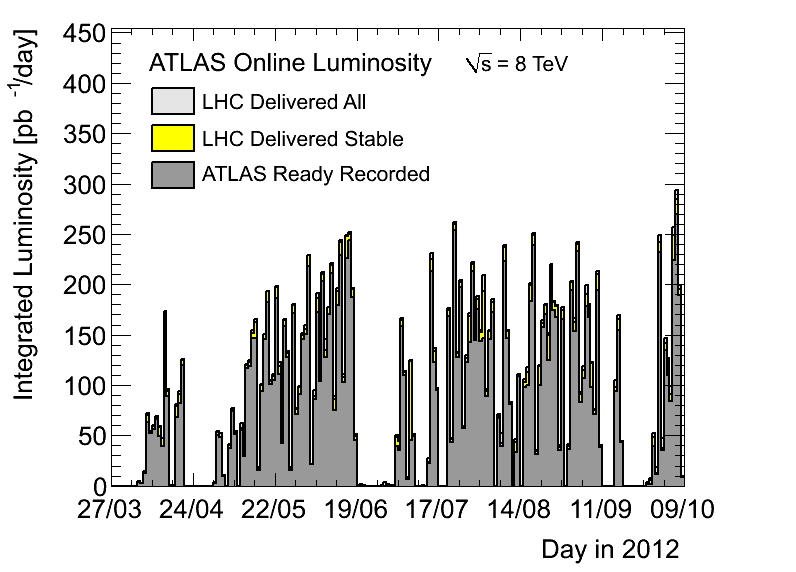 450
400
350
300
250
200
150
100
50
0
Integrated Luminosity [pb ⁻¹/day]
ATLAS Online Luminosity √s = 8 TeV
LHC Delivered All
LHC Delivered Stable
ATLAS Ready Recorded
27/03 24/04 22/05 19/06 17/07 14/08 11/09 09/10
Day in 2012